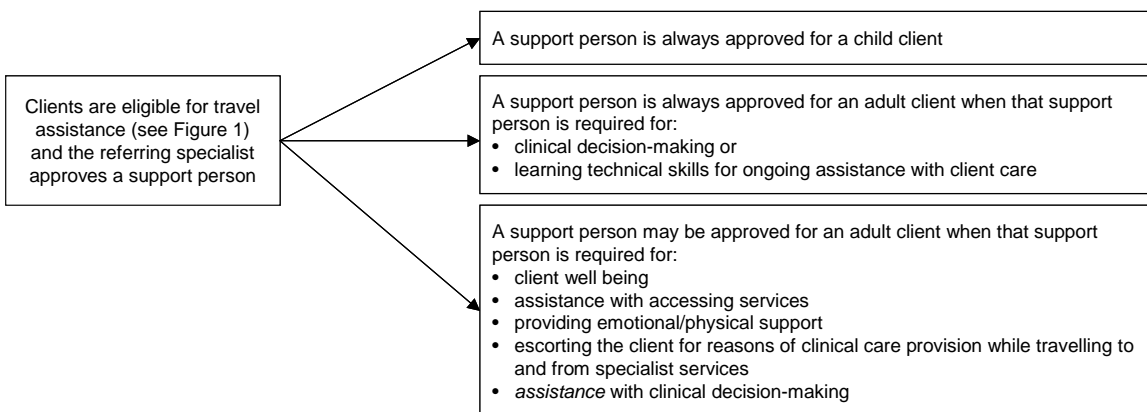 Clients are eligible for travel
assistance (see Figure 1)
and the referring specialist
approves a support person
A support person is always approved for a child client
A support person is always approved for an adult client when that support
person is required for:
• clinical decision-making or
• learning technical skills for ongoing assistance with client care
A support person may be approved for an adult client when that support
person is required for:
• client well being
• assistance with accessing services
• providing emotional/physical support
• escorting the client for reasons of clinical care provision while travelling to
and from specialist services
• assistance with clinical decision-making